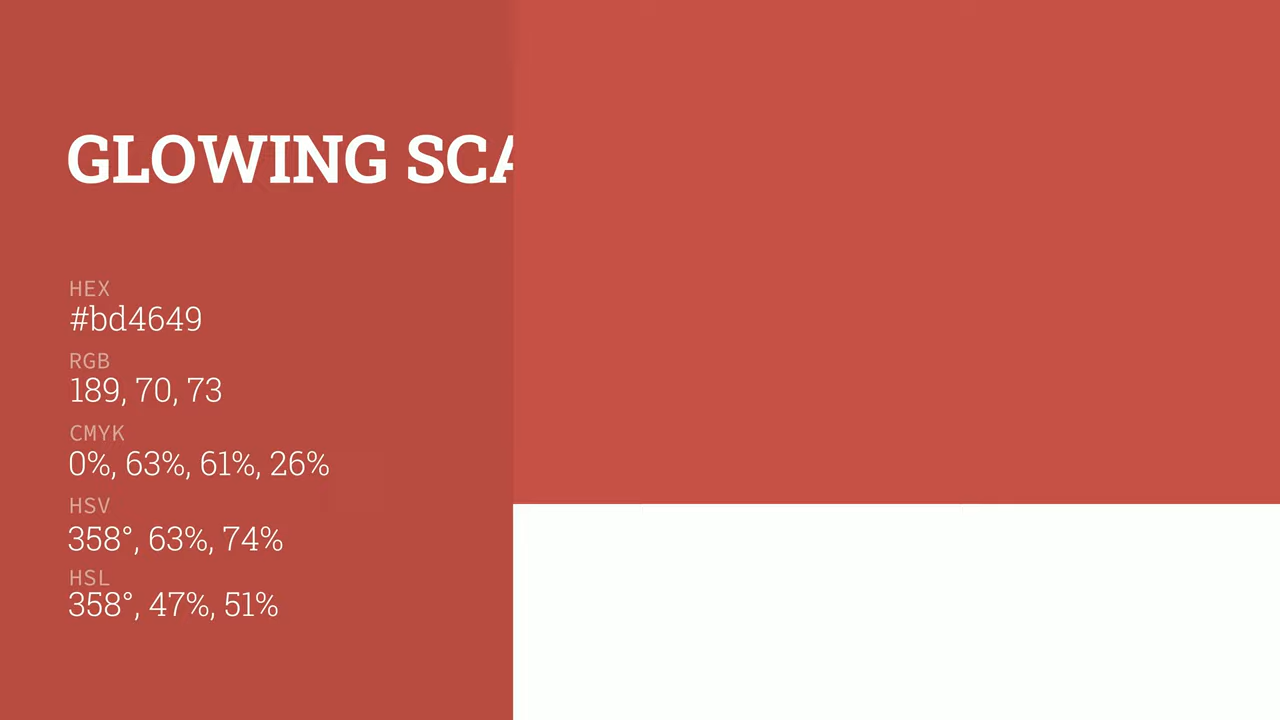 GLOWING SCA
HEX
#bd4649
RGB
189, 70, 73
CMYK
0%, 63%, 61%, 26%
HSV
358°, 63%, 74%
HSL
358°, 47%, 51%